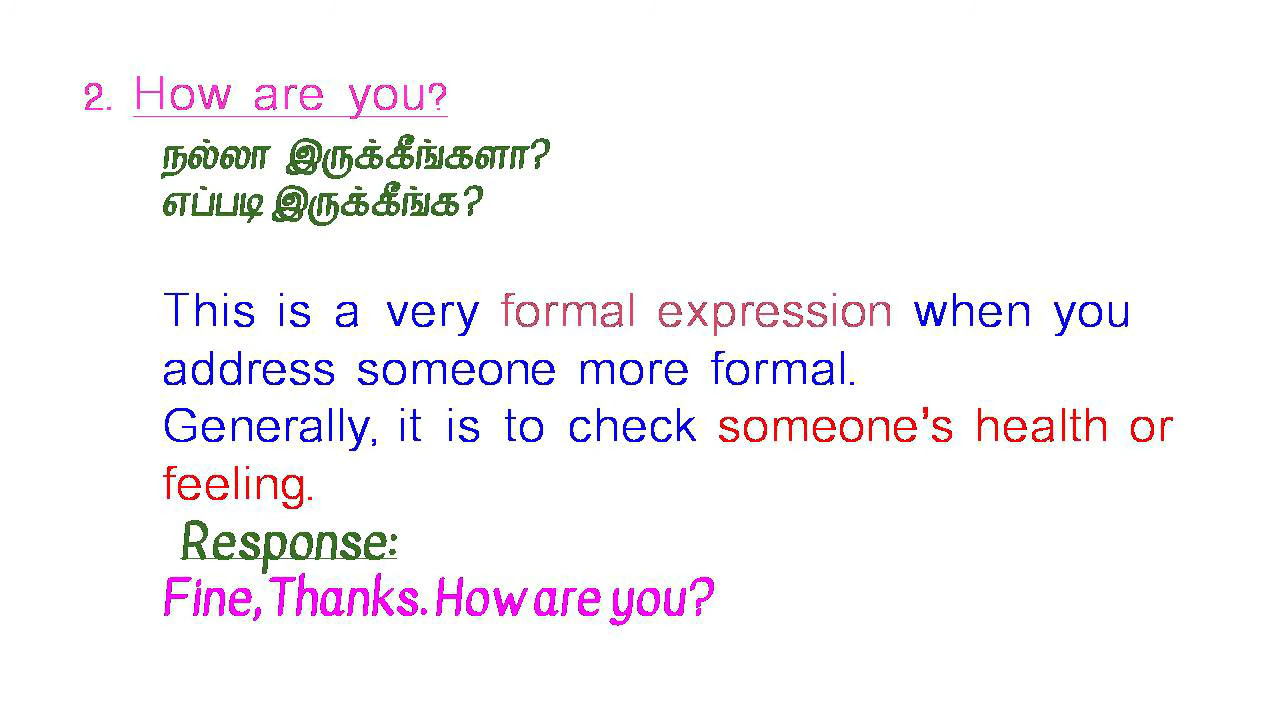 2. How are you?
நல்லா இருக்கீங்களா?
எப்படி இருக்கீங்க?
This is a very formal expression when you
address someone more formal.
Generally, it is to check someone's health or
feeling.
Response:
Fine, Thanks. How are you?